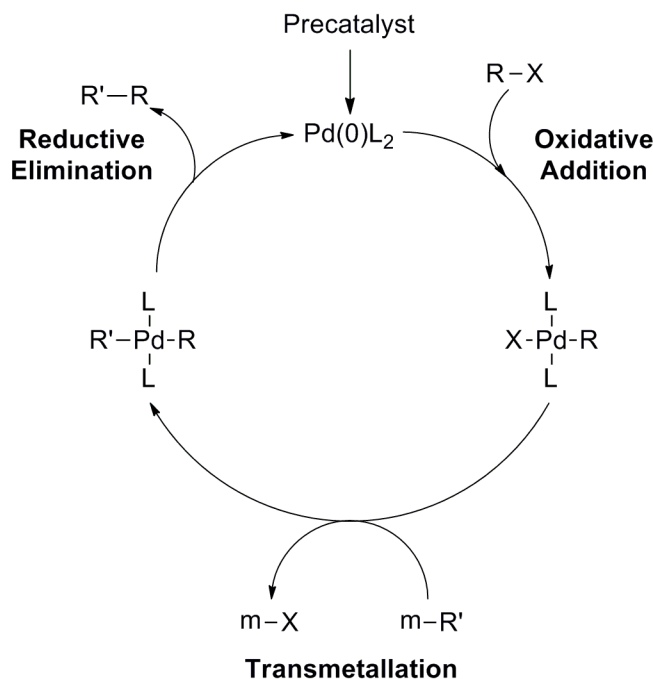 Precatalyst
R-X
R'-R
Reductive
Elimination
Pd(0)L2
Oxidative
Addition
L
R'-Pd-R
L
L
X-Pd-R
L
m-X
m-R'
Transmetallation